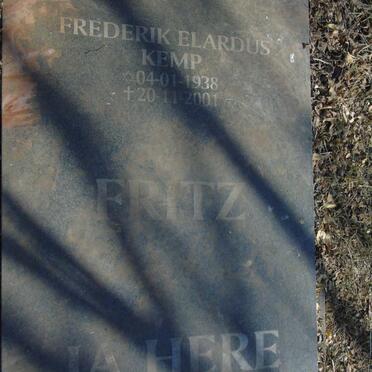 FREDERIK ELARDUS
KEMP
☆04-01-1938
†20-11-2001
FRITZ
JA HERE